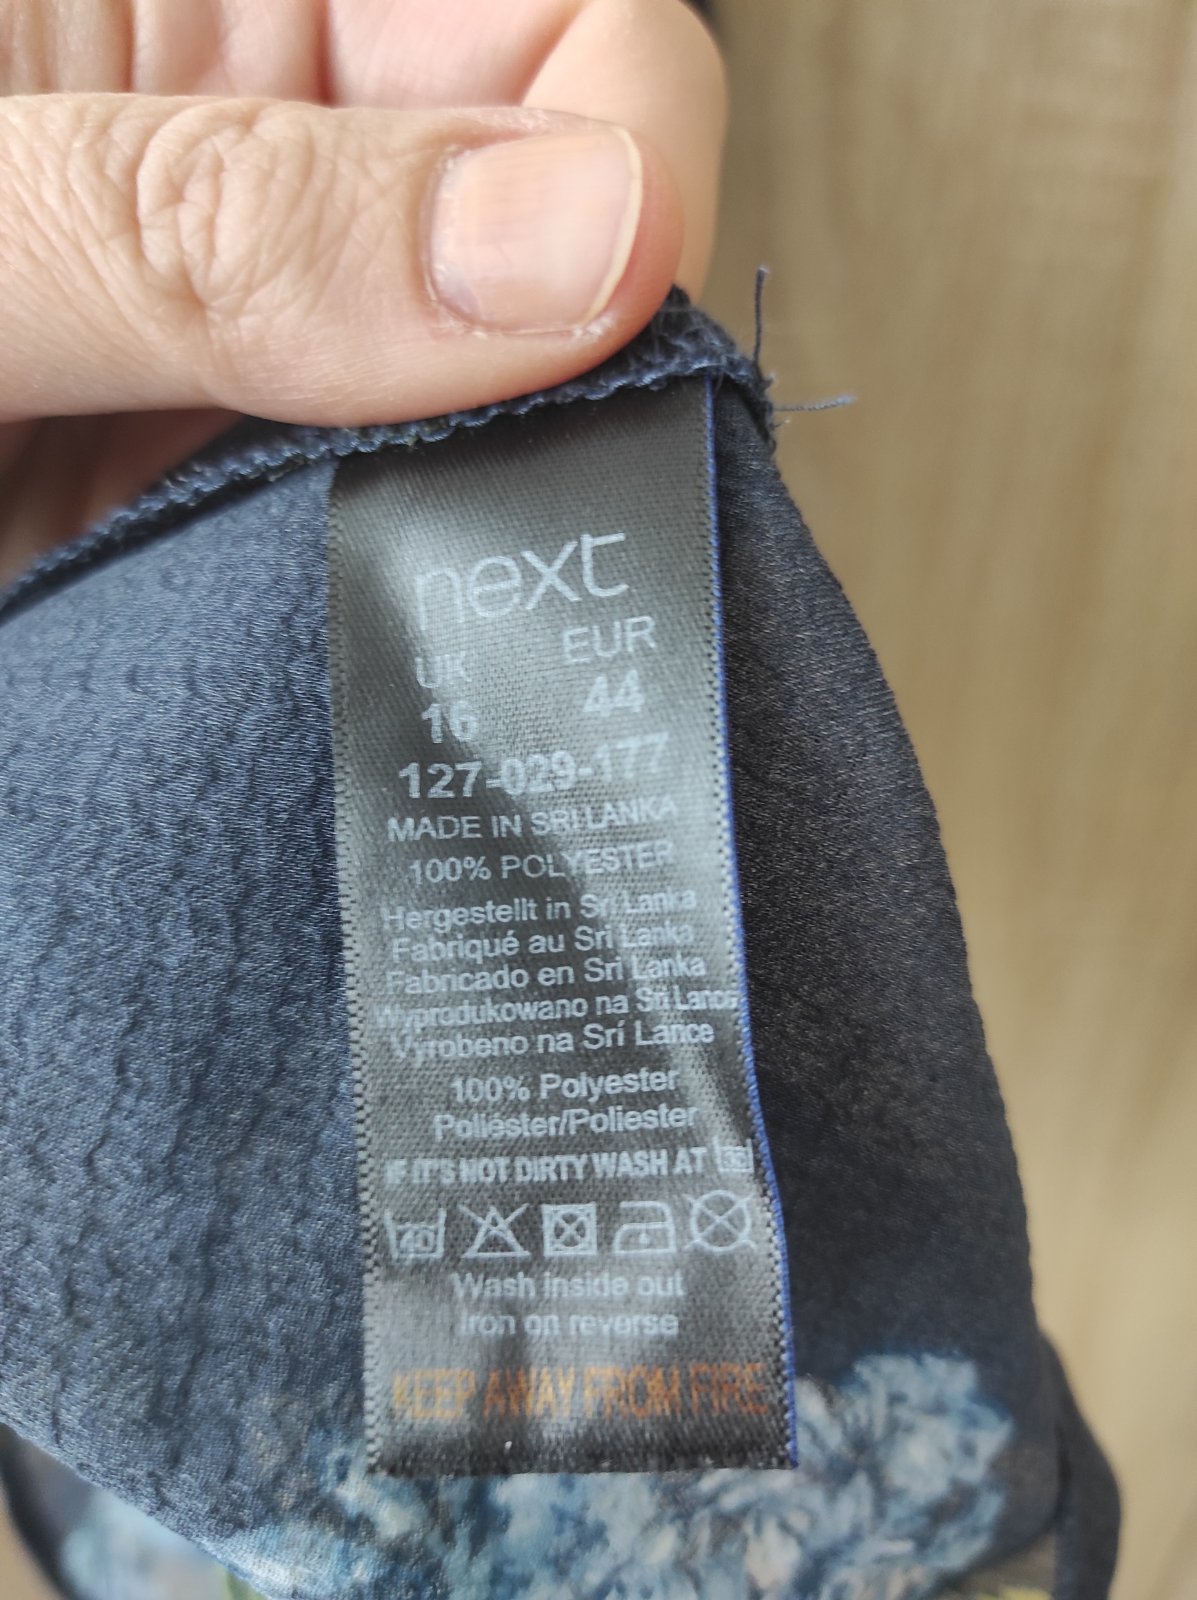 next
UK EUR
16 44
127-029-177
MADE IN SRI LANKA
100% POLYESTER
Hergestellt in Sri Lanka
Fabriqué au Sri Lanka
Fabricado en Sri Lanka
Wyprodukowano na Sri Lance
Vyrobeno na Srí Lance
100% Polyester
Poliéster/Poliester
IF IT'S NOT DIRTY WASH AT 30
40
Wash inside out
Iron on reverse
KEEP AWAY FROM FIRE